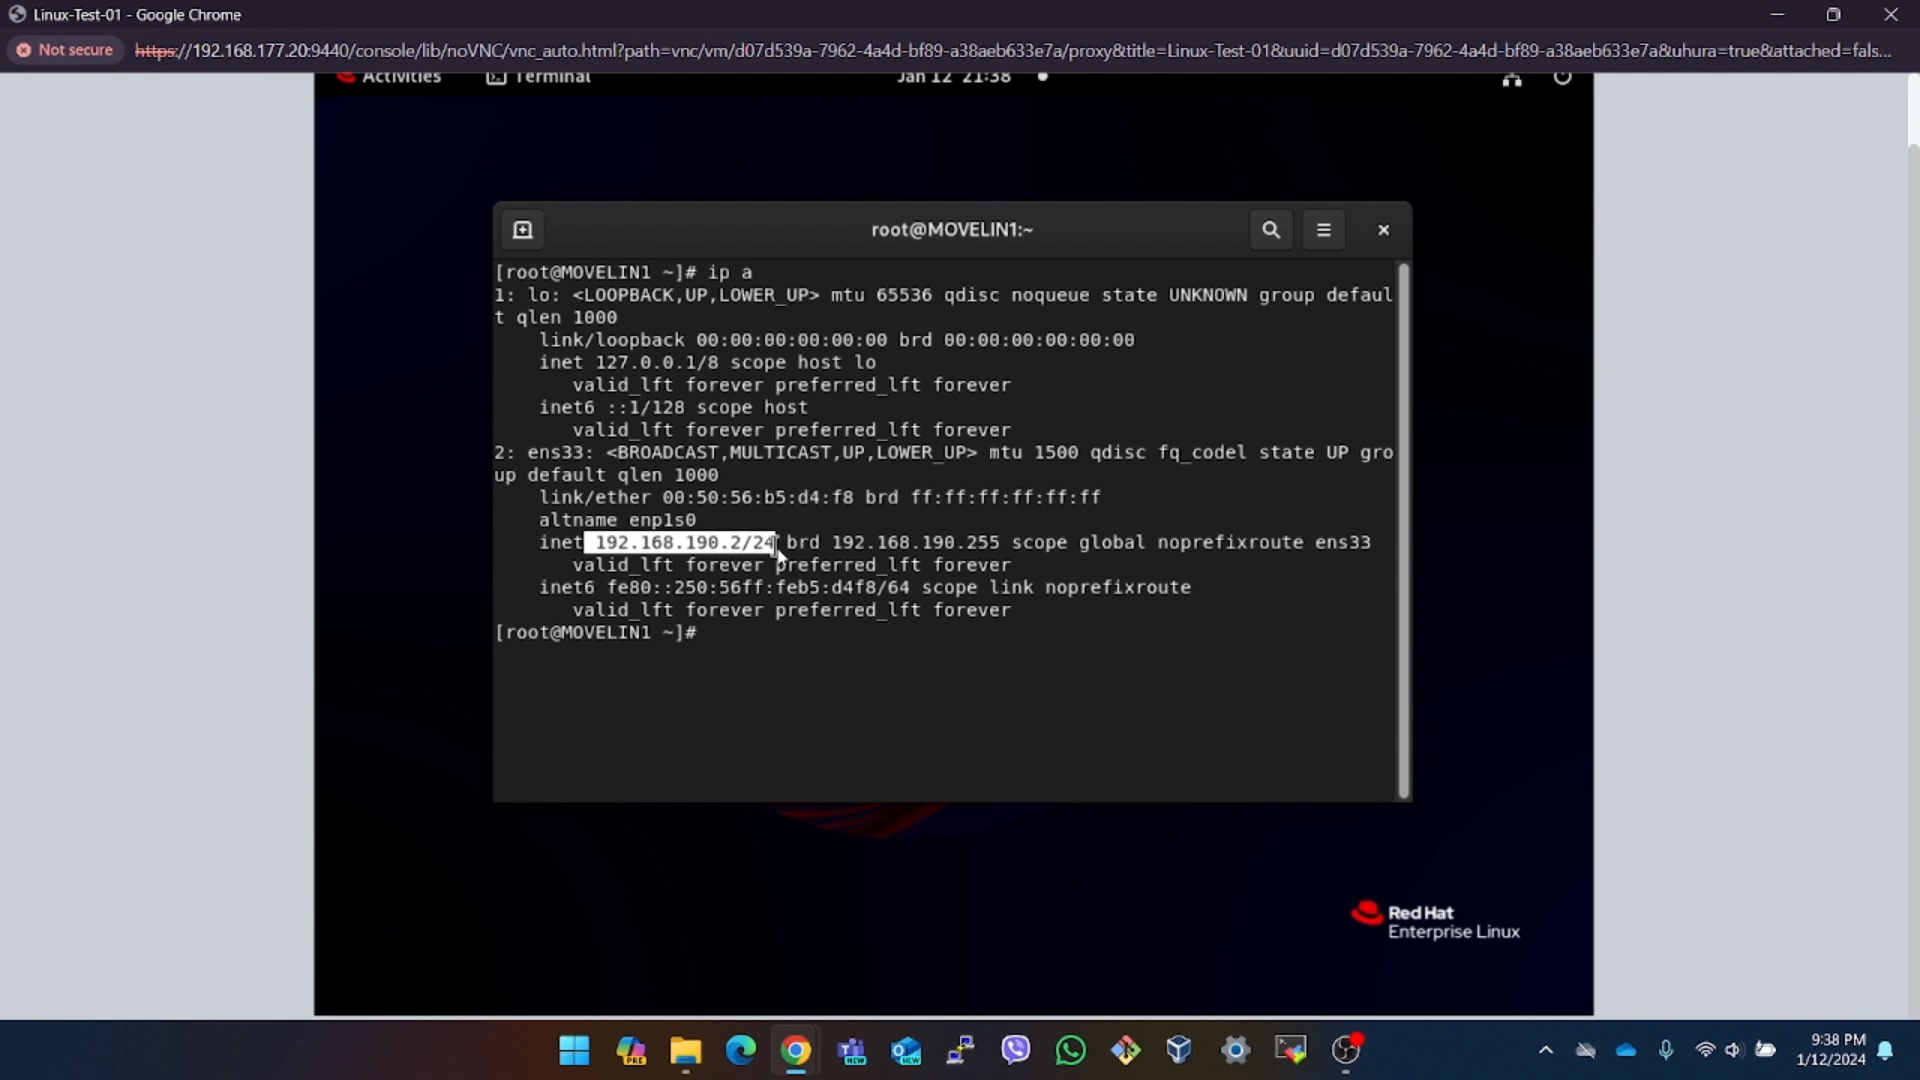 Linux-Test-01 - Google Chrome
Not secure https://192.168.177.20:9440/console/lib/noVNC/vnc_auto.html?path=vnc/vm/d07d539a-7962-4a4d-bf89-a38aeb633e7a/proxy&title=Linux-Test-01&uuid=d07d539a-7962-4a4d-bf89-a38aeb633e7a&uhura=true&attached=fals...
Activities Terminal Jan 12 21:38
root@MOVELIN1:~
[root@MOVELIN1 ~]# ip a
1: lo: <LOOPBACK,UP,LOWER_UP> mtu 65536 qdisc noqueue state UNKNOWN group defaul
t qlen 1000
link/loopback 00:00:00:00:00:00 brd 00:00:00:00:00:00
inet 127.0.0.1/8 scope host lo
valid_lft forever preferred_lft forever
inet6 ::1/128 scope host
valid_lft forever preferred_lft forever
2: ens33: <BROADCAST,MULTICAST,UP,LOWER_UP> mtu 1500 qdisc fq_codel state UP gro
up default qlen 1000
link/ether 00:50:56:b5:d4:f8 brd ff:ff:ff:ff:ff:ff
altname enp1s0
inet 192.168.190.2/24 brd 192.168.190.255 scope global noprefixroute ens33
valid_lft forever preferred_lft forever
inet6 fe80::250:56ff:feb5:d4f8/64 scope link noprefixroute
valid_lft forever preferred_lft forever
[root@MOVELIN1 ~]#
Red Hat
Enterprise Linux
PRE
NEW
NEW
9:38 PM
1/12/2024